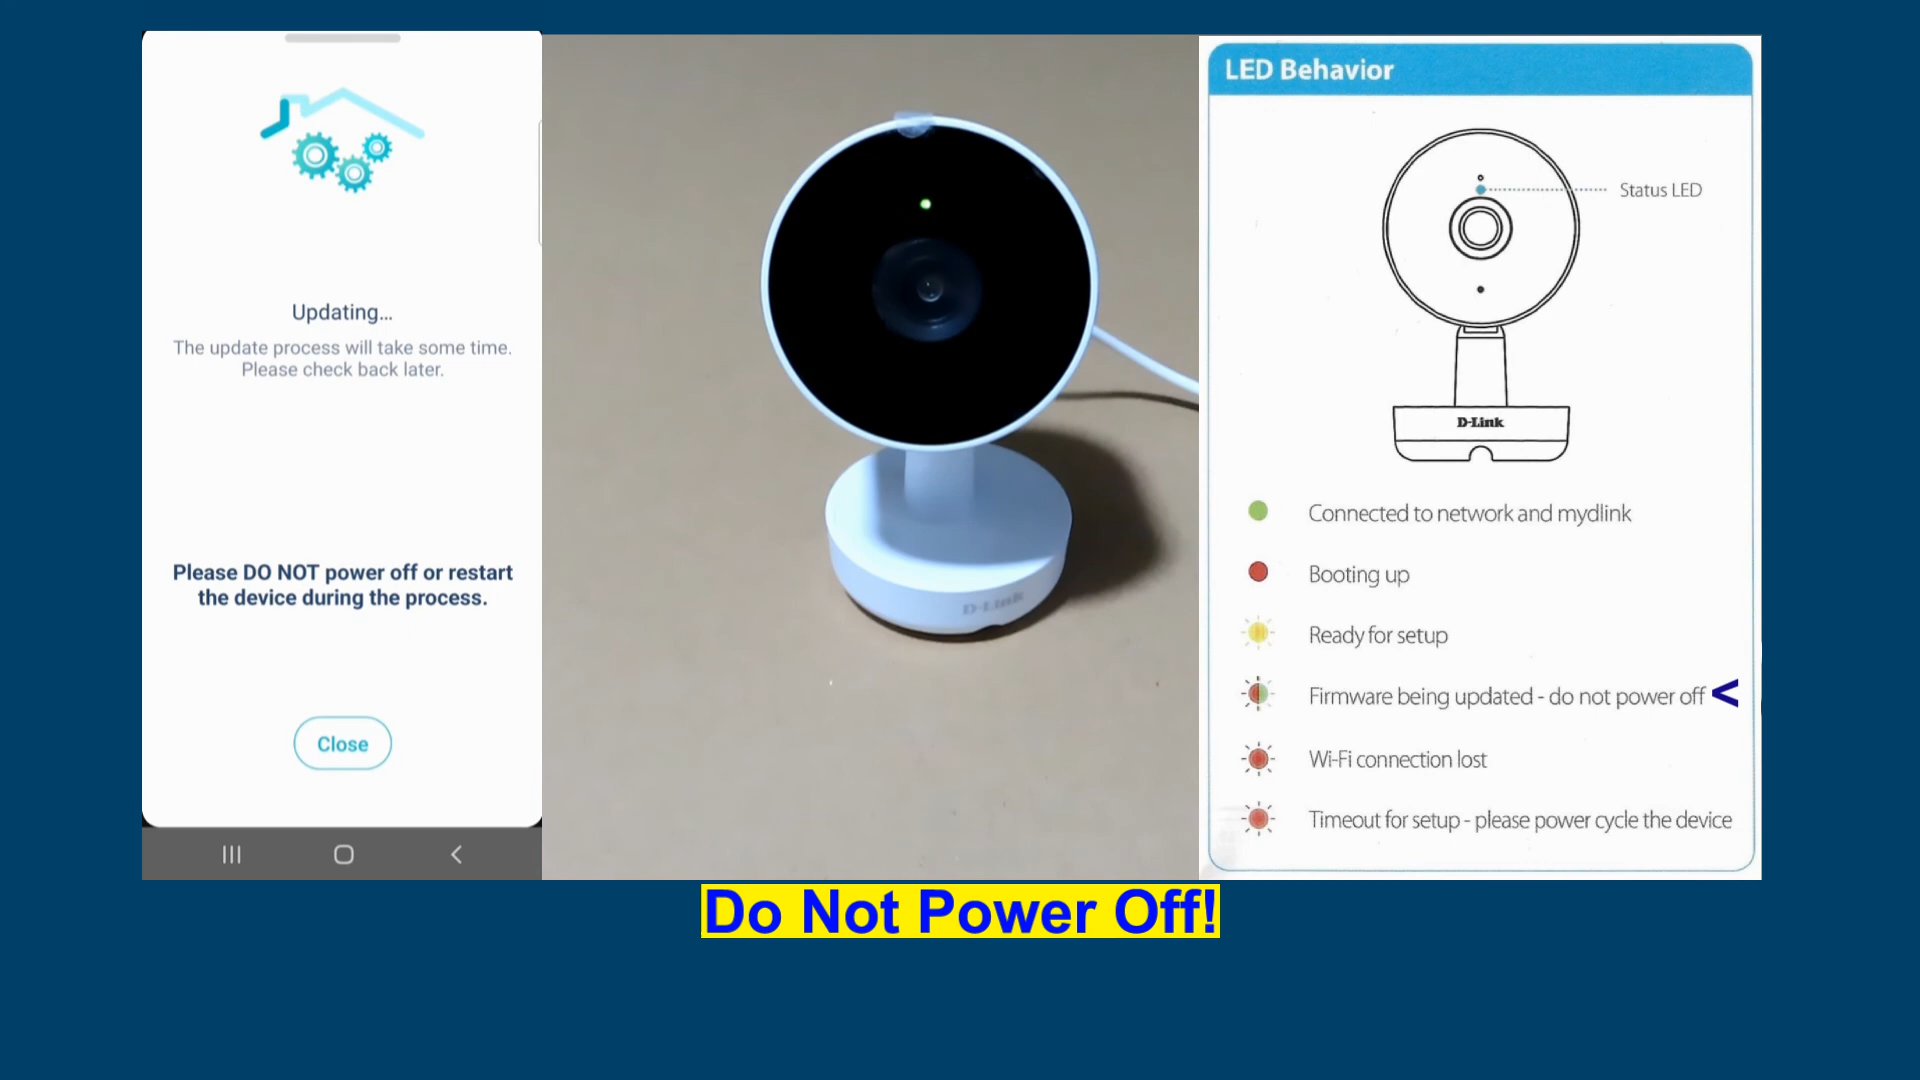 Updating...
The update process will take some time.
Please check back later.
Please DO NOT power off or restart
the device during the process.
Close
D-Link
LED Behavior
Status LED
D-Link
Connected to network and mydlink
Booting up
Ready for setup
Firmware being updated - do not power off <
Wi-Fi connection lost
Timeout for setup - please power cycle the device
Do Not Power Off!